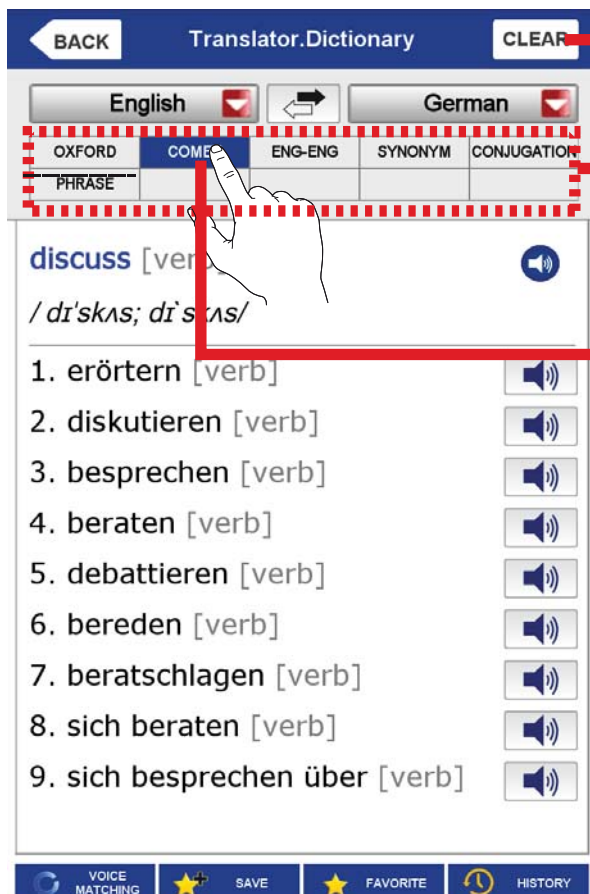 BACK Translator.Dictionary CLEAR
English German
OXFORD ENG-ENG SYNONYM CONJUGATION
PHRASE
discuss
1. erörtern [verb]
2. diskutieren [verb]
3. besprechen [verb]
4. beraten [verb]
5. debattieren [verb]
6. bereden [verb]
7. beratschlagen [verb]
8. sich beraten [verb]
9. sich besprechen über [verb]
VOICE MATCHING SAVE FAVORITE HISTORY